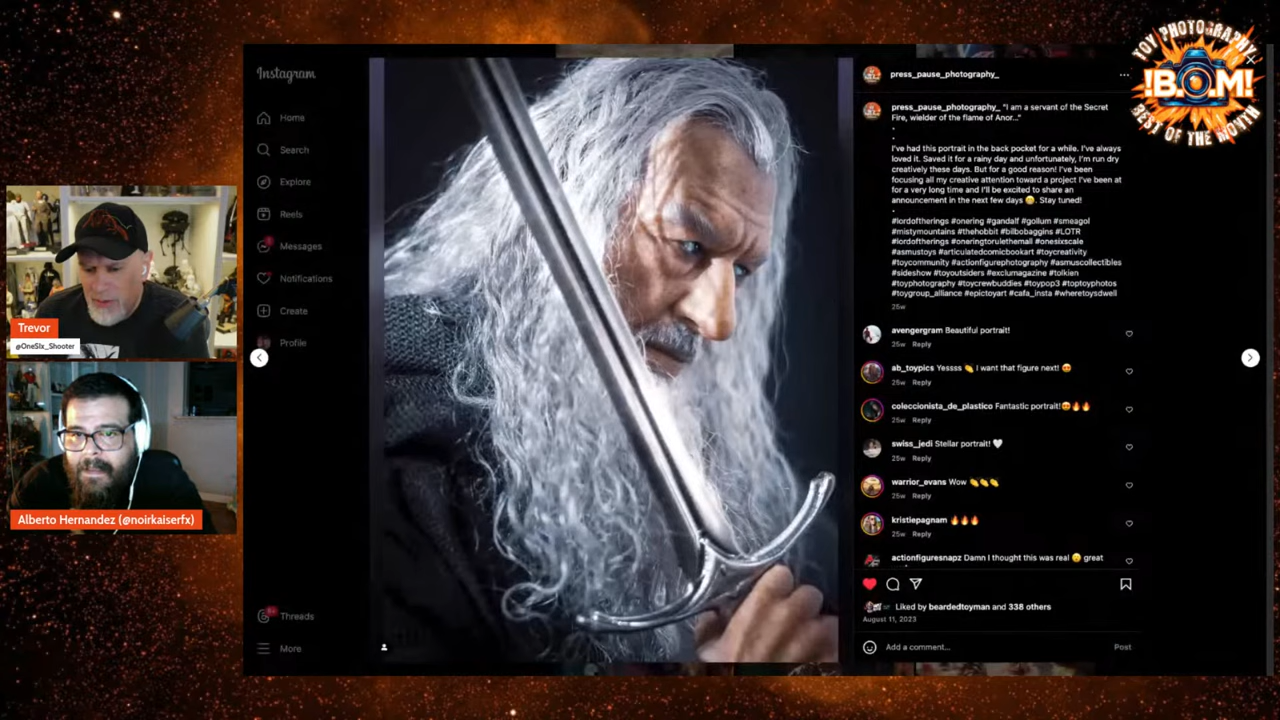 TOY PHOTOGRAPHY
!B.O.M!
BEST OF THE MONTH
Instagram
Home
Search
Explore
Reels
Messages
Notifications
Create
Profile
Threads
More
Trevor
@OneSix_Shooter
Alberto Hernandez (@noirkaiserfx)
press_pause_photography_
press_pause_photography_ "I am a servant of the Secret
Fire, wielder of the flame of Anor..."
I've had this portrait in the back pocket for a while. I've always
loved it. Saved it for a rainy day and unfortunately, I'm run dry
creatively these days. But for a good reason! I've been
focusing all my creative attention toward a project I've been at
for a very long time and I'll be excited to share an
announcement in the next few days 😁. Stay tuned!
#lordoftherings #onering #gandalf #gollum #smeagol
#mistymountains #thehobbit #bilbobaggins #LOTR
#lordoftherings #oneringtorulethemall #onesixscale
#asmustoys #articulatedcomicbookart #toycreativity
#toycommunity #actionfigurephotography #asmuscollectibles
#sideshow #toyoutsiders #exclumagazine #tolkien
#toyphotography #toycrewbuddies #toypop3 #toptoyphotos
#toygroup_alliance #epictoyart #cafa_insta #wheretoysdwell
25w
avengergram Beautiful portrait!
25w Reply
ab_toypics Yessss 👏 I want that figure next! 😍
25w Reply
coleccionista_de_plastico Fantastic portrait!😍🔥🔥
25w Reply
swiss_jedi Stellar portrait! 🤍
25w Reply
warrior_evans Wow 👏👏👏
25w Reply
kristiepagnam 🔥🔥🔥
25w Reply
actionfiguresnapz Damn I thought this was real 😮 great
Liked by beardedtoyman and 338 others
August 11, 2023
Add a comment...
Post